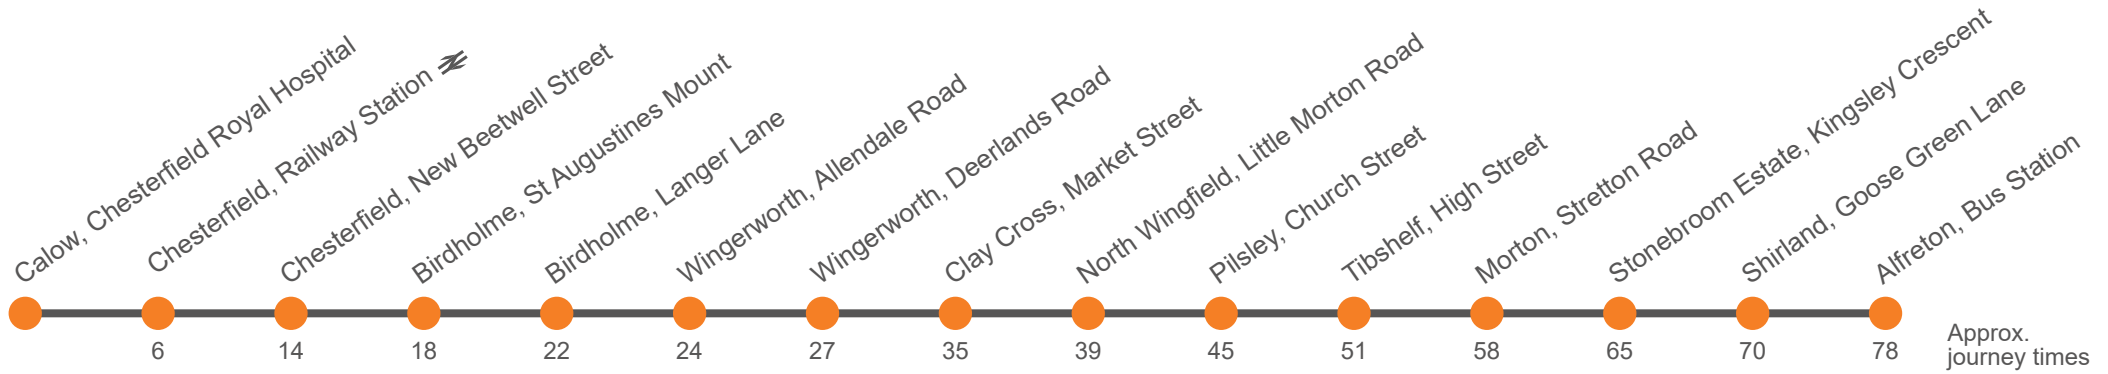 Calow, Chesterfield Royal Hospital
Chesterfield, Railway Station
Chesterfield, New Beetwell Street
Birdholme, St Augustines Mount
Birdholme, Langer Lane
Wingerworth, Allendale Road
Wingerworth, Deerlands Road
Clay Cross, Market Street
North Wingfield, Little Morton Road
Pilsley, Church Street
Tibshelf, High Street
Morton, Stretton Road
Stonebroom Estate, Kingsley Crescent
Shirland, Goose Green Lane
Alfreton, Bus Station
6 14 18 22 24 27 35 39 45 51 58 65 70 78
Approx.
journey times